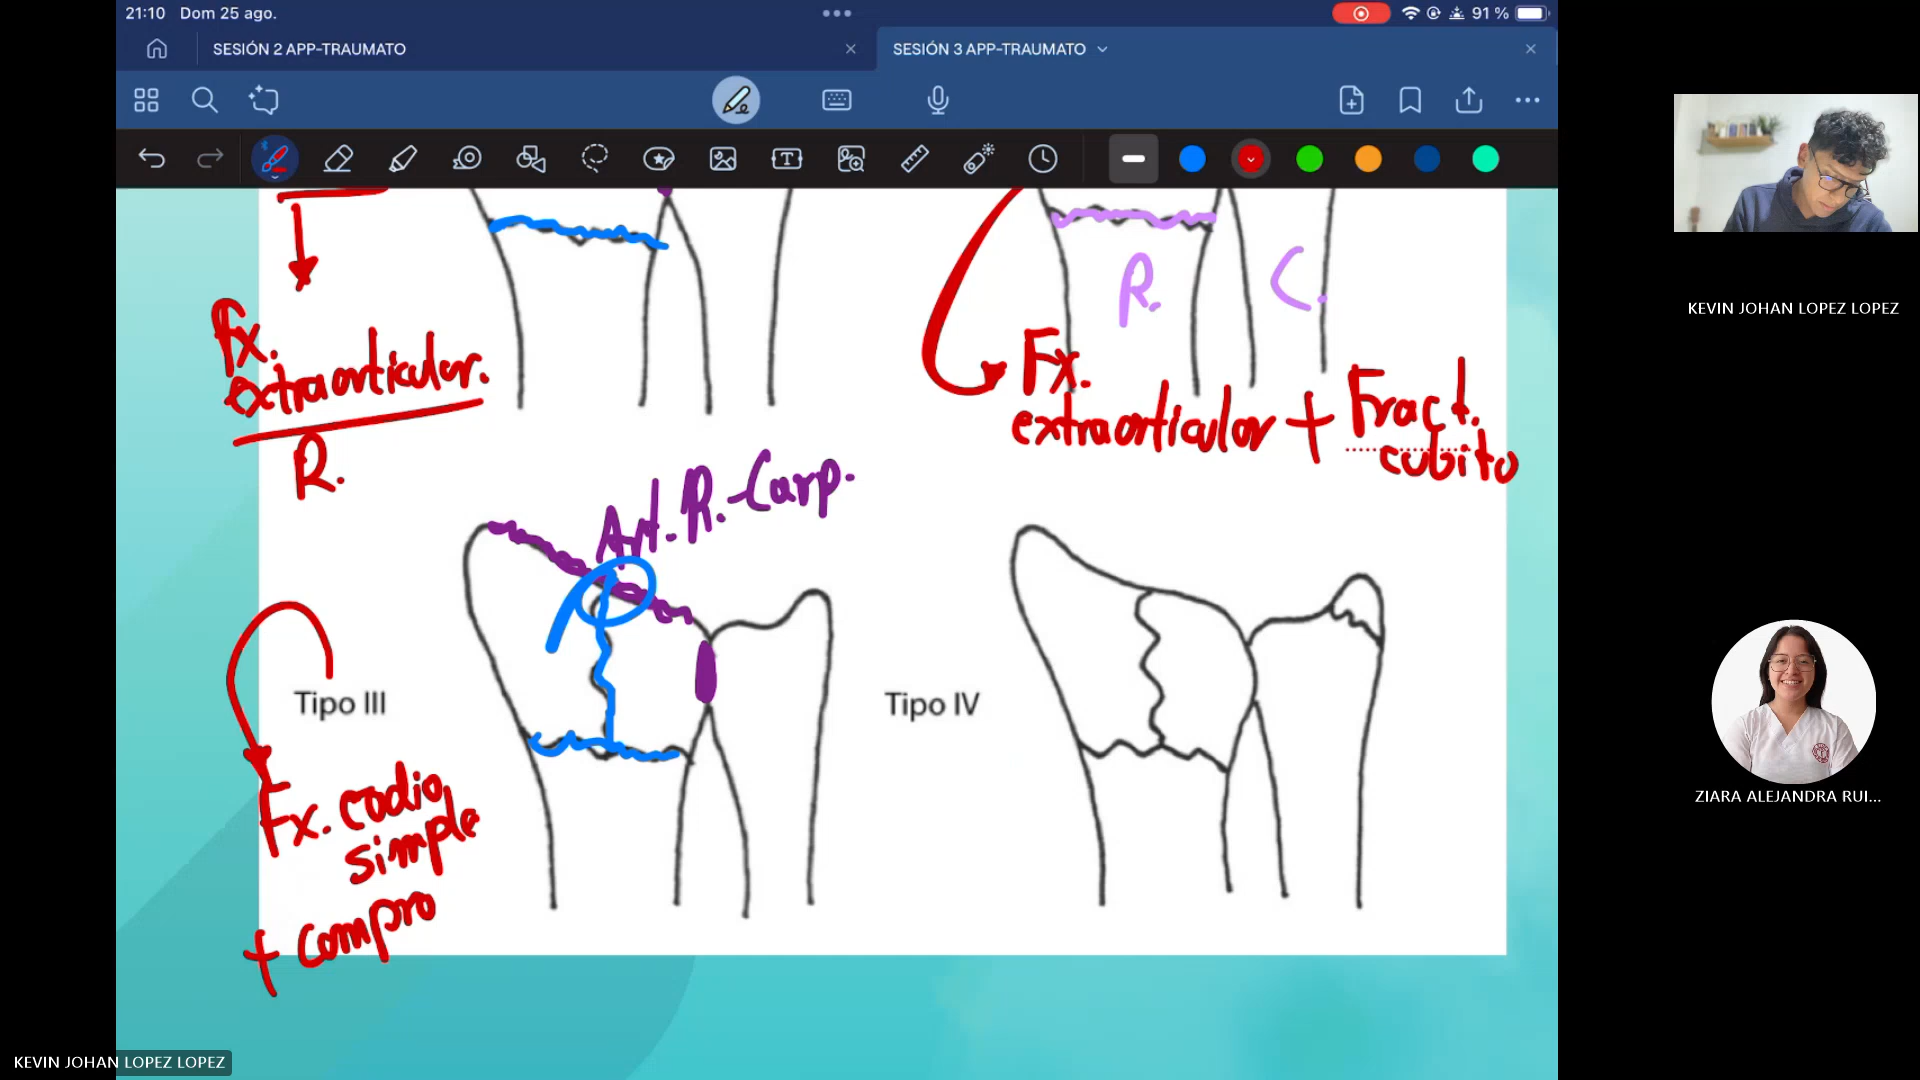 21:10 Dom 25 ago.
91 %
SESIÓN 2 APP-TRAUMATO
SESIÓN 3 APP-TRAUMATO
Fx.
extraarticular.
R.
R.
C.
Fx.
extraarticular + Fract.
cubito
Art. R.-Carp.
Tipo III
Tipo IV
Fx. radio
simple
+ compro
KEVIN JOHAN LOPEZ LOPEZ
ZIARA ALEJANDRA RUI...
KEVIN JOHAN LOPEZ LOPEZ